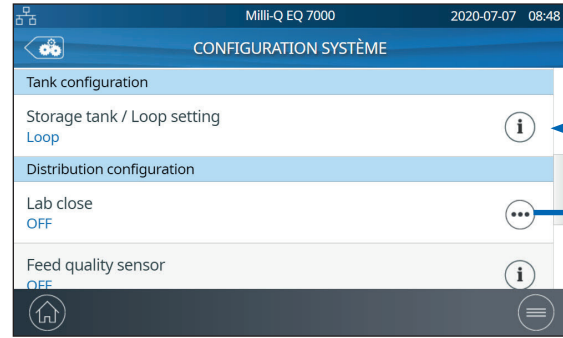 Milli-Q EQ 7000 2020-07-07 08:48
CONFIGURATION SYSTÈME
Tank configuration
Storage tank / Loop setting
Loop
i
Distribution configuration
Lab close
OFF
Feed quality sensor
OFF
i